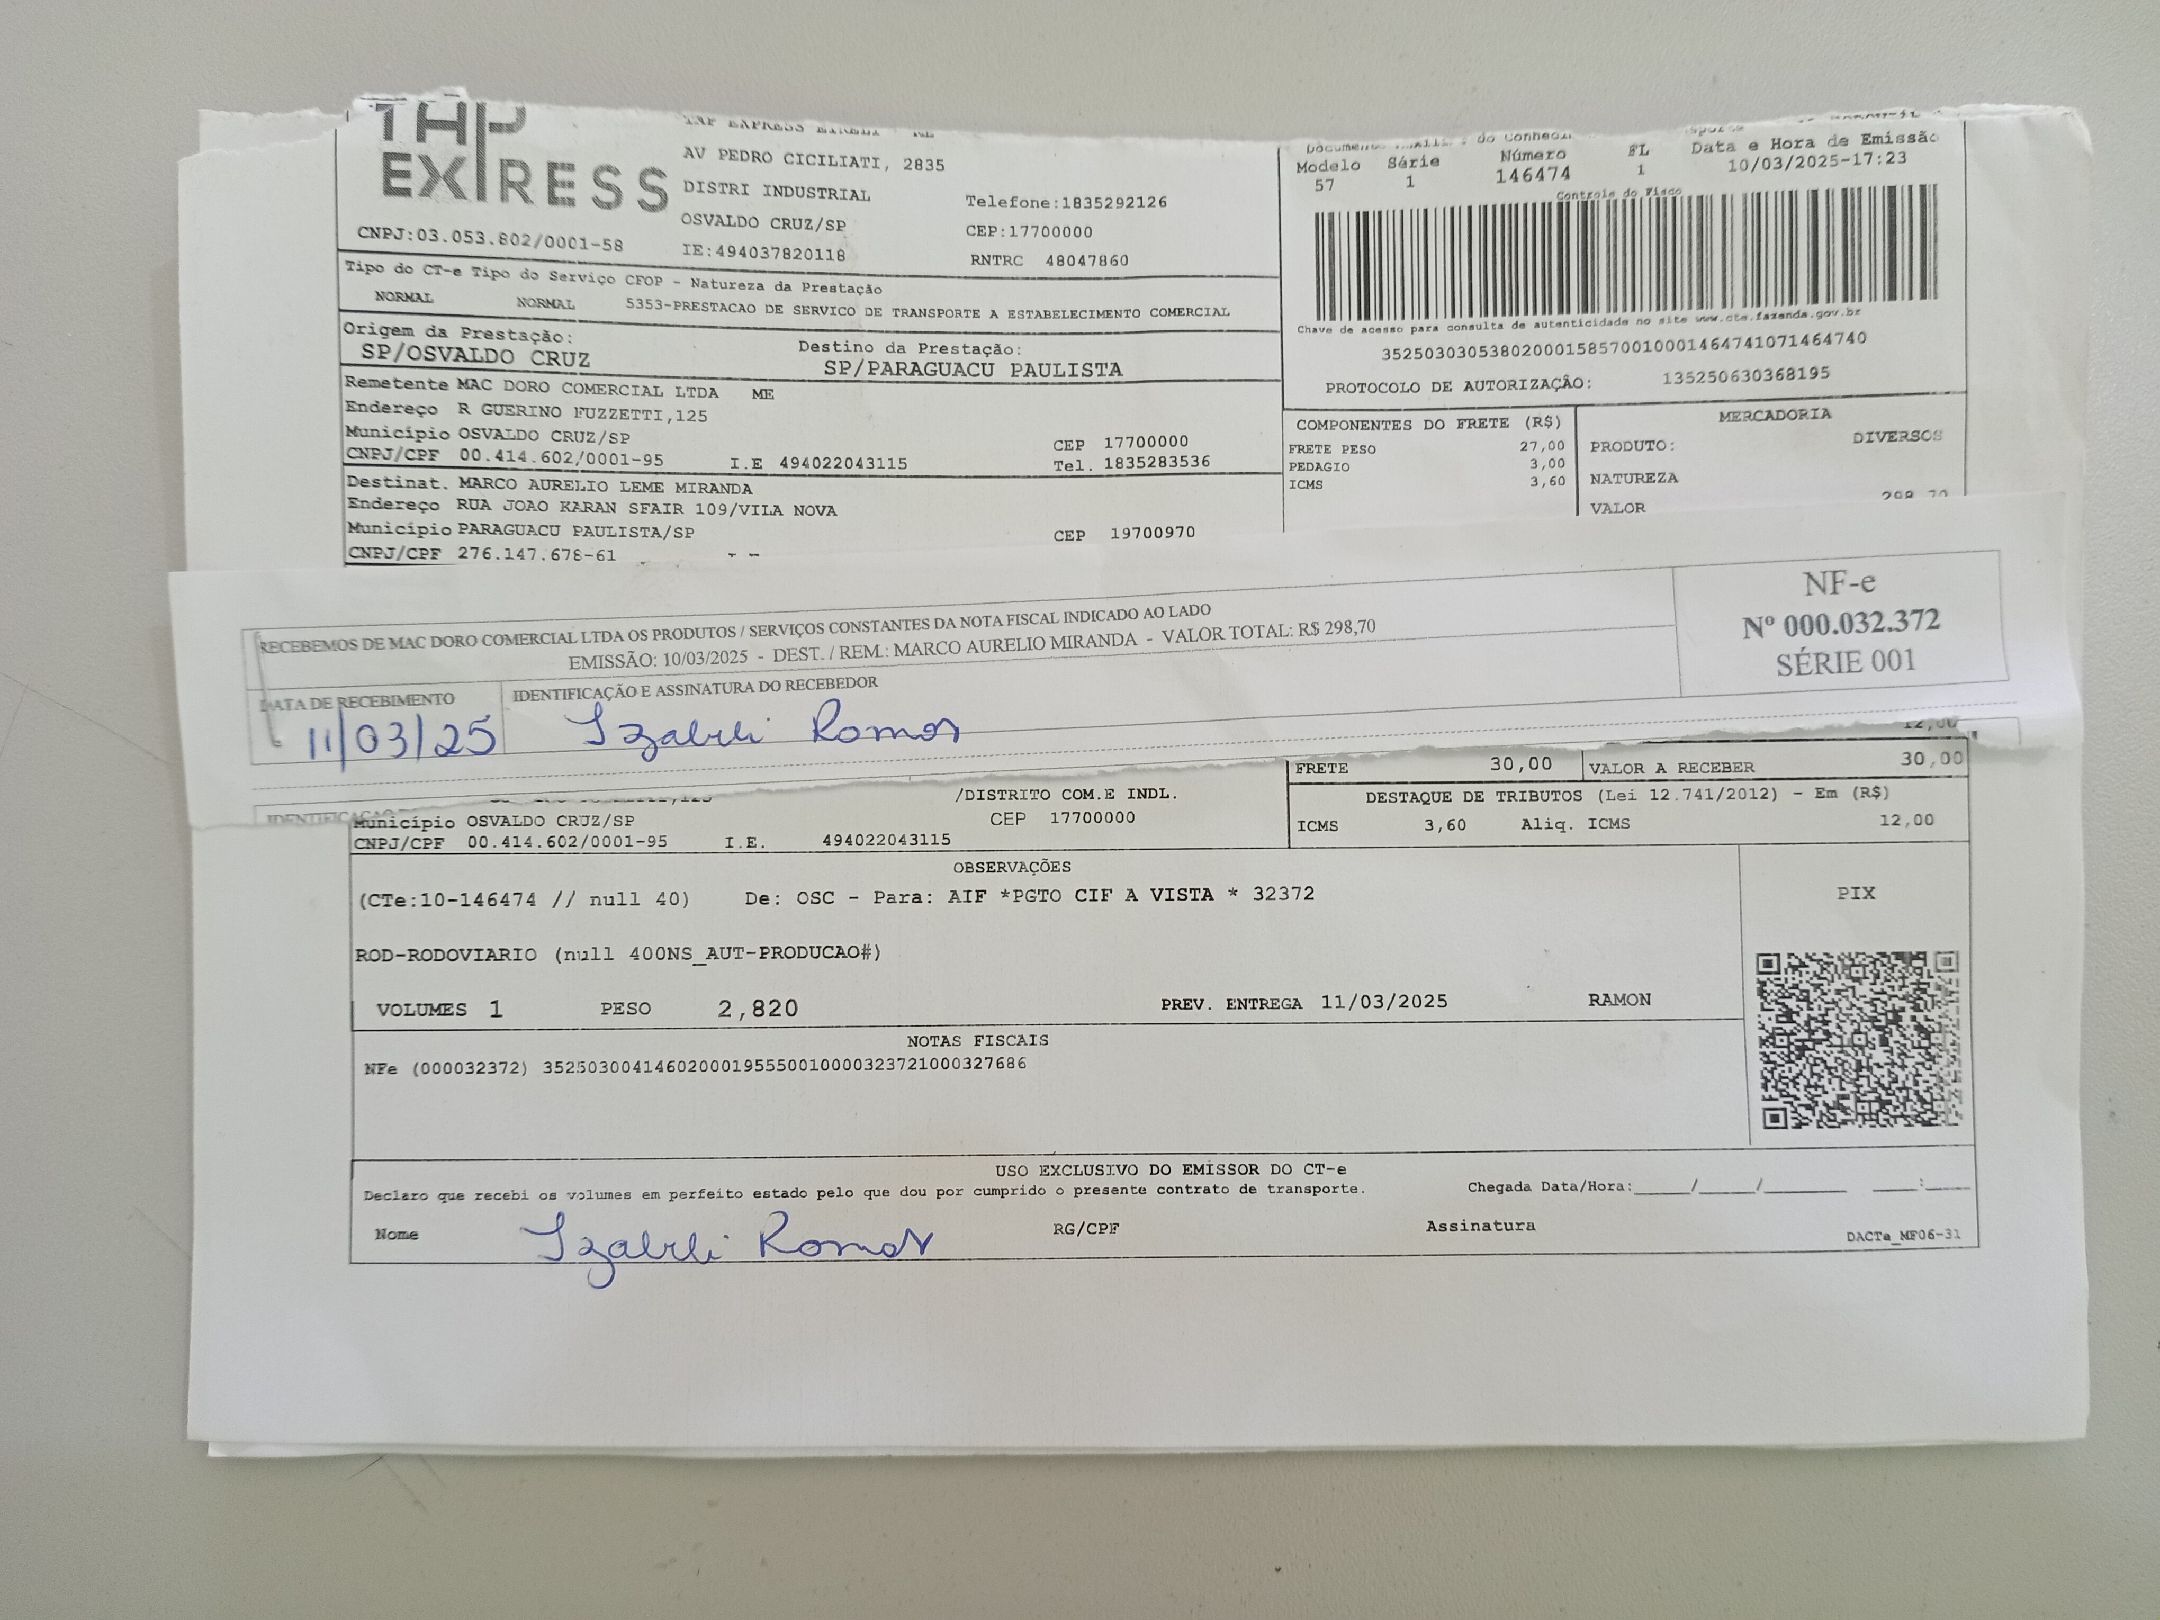 THP
EXPRESS
AV PEDRO CICILIATI, 2835
DISTRI INDUSTRIAL
OSVALDO CRUZ/SP
IE:494037820118
Telefone:1835292126
CEP:17700000
RNTRC 48047860
CNPJ:03.053.802/0001-58
Modelo Série Número FL Data e Hora de Emissão
57 1 146474 1 10/03/2025-17:23
Controle do Fisco
Chave de acesso para consulta de autenticidade no site www.cte.fazenda.gov.br
35250303053802000158570010001464741071464740
PROTOCOLO DE AUTORIZAÇÃO: 135250630368195
Tipo do CT-e Tipo do Serviço CFOP - Natureza da Prestação
NORMAL NORMAL 5353-PRESTACAO DE SERVICO DE TRANSPORTE A ESTABELECIMENTO COMERCIAL
Origem da Prestação: Destino da Prestação:
SP/OSVALDO CRUZ SP/PARAGUACU PAULISTA
Remetente MAC DORO COMERCIAL LTDA ME
Endereço R GUERINO FUZZETTI,125
Município OSVALDO CRUZ/SP CEP 17700000
CNPJ/CPF 00.414.602/0001-95 I.E 494022043115 Tel. 1835283536
Destinat. MARCO AURELIO LEME MIRANDA
Endereço RUA JOAO KARAN SFAIR 109/VILA NOVA
Município PARAGUACU PAULISTA/SP CEP 19700970
CNPJ/CPF 276.147.678-61 - -
COMPONENTES DO FRETE (R$)
FRETE PESO 27,00
PEDAGIO 3,00
ICMS 3,60
MERCADORIA
PRODUTO: DIVERSOS
NATUREZA
VALOR 298,70
RECEBEMOS DE MAC DORO COMERCIAL LTDA OS PRODUTOS / SERVIÇOS CONSTANTES DA NOTA FISCAL INDICADO AO LADO
EMISSÃO: 10/03/2025 - DEST. / REM.: MARCO AURELIO MIRANDA - VALOR TOTAL: R$ 298,70
NF-e
Nº 000.032.372
SÉRIE 001
DATA DE RECEBIMENTO IDENTIFICAÇÃO E ASSINATURA DO RECEBEDOR
11/03/25 Izabeli Ramos
12,00
FRETE 30,00 VALOR A RECEBER 30,00
/DISTRITO COM.E INDL.
Município OSVALDO CRUZ/SP CEP 17700000
CNPJ/CPF 00.414.602/0001-95 I.E. 494022043115
DESTAQUE DE TRIBUTOS (Lei 12.741/2012) - Em (R$)
ICMS 3,60 Aliq. ICMS 12,00
OBSERVAÇÕES
(CTe:10-146474 // null 40) De: OSC - Para: AIF *PGTO CIF A VISTA * 32372
ROD-RODOVIARIO (null 400NS_AUT-PRODUCAO#)
VOLUMES 1 PESO 2,820 PREV. ENTREGA 11/03/2025 RAMON
PIX
NOTAS FISCAIS
NFe (000032372) 35250300414602000195550010000323721000327686
USO EXCLUSIVO DO EMISSOR DO CT-e
Declaro que recebi os volumes em perfeito estado pelo que dou por cumprido o presente contrato de transporte. Chegada Data/Hora:____/____/______ ___:___
Nome Izabeli Ramos RG/CPF Assinatura
DACTe_MF06-31